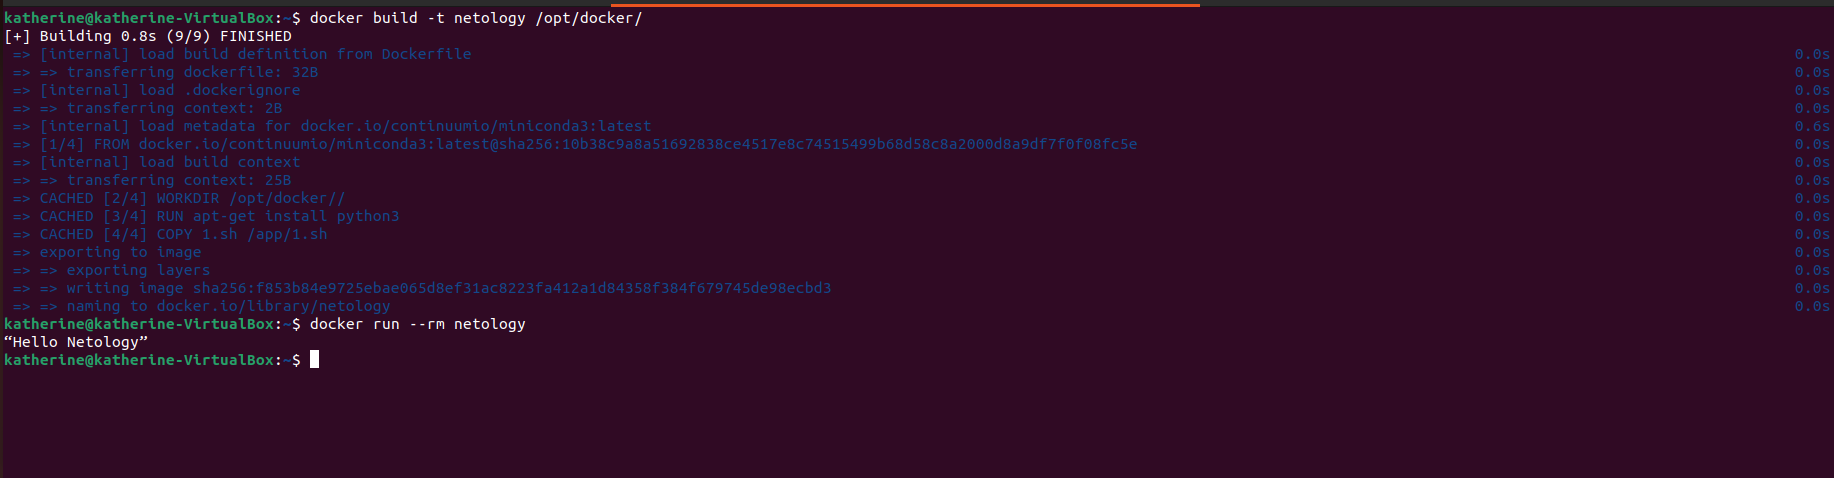 katherine@katherine-VirtualBox:~$ docker build -t netology /opt/docker/
[+] Building 0.8s (9/9) FINISHED
=> [internal] load build definition from Dockerfile 0.0s
=> => transferring dockerfile: 32B 0.0s
=> [internal] load .dockerignore 0.0s
=> => transferring context: 2B 0.0s
=> [internal] load metadata for docker.io/continuumio/miniconda3:latest 0.6s
=> [1/4] FROM docker.io/continuumio/miniconda3:latest@sha256:10b38c9a8a51692838ce4517e8c74515499b68d58c8a2000d8a9df7f0f08fc5e 0.0s
=> [internal] load build context 0.0s
=> => transferring context: 25B 0.0s
=> CACHED [2/4] WORKDIR /opt/docker// 0.0s
=> CACHED [3/4] RUN apt-get install python3 0.0s
=> CACHED [4/4] COPY 1.sh /app/1.sh 0.0s
=> exporting to image 0.0s
=> => exporting layers 0.0s
=> => writing image sha256:f853b84e9725ebae065d8ef31ac8223fa412a1d84358f384f679745de98ecbd3 0.0s
=> => naming to docker.io/library/netology 0.0s
katherine@katherine-VirtualBox:~$ docker run --rm netology
“Hello Netology”
katherine@katherine-VirtualBox:~$